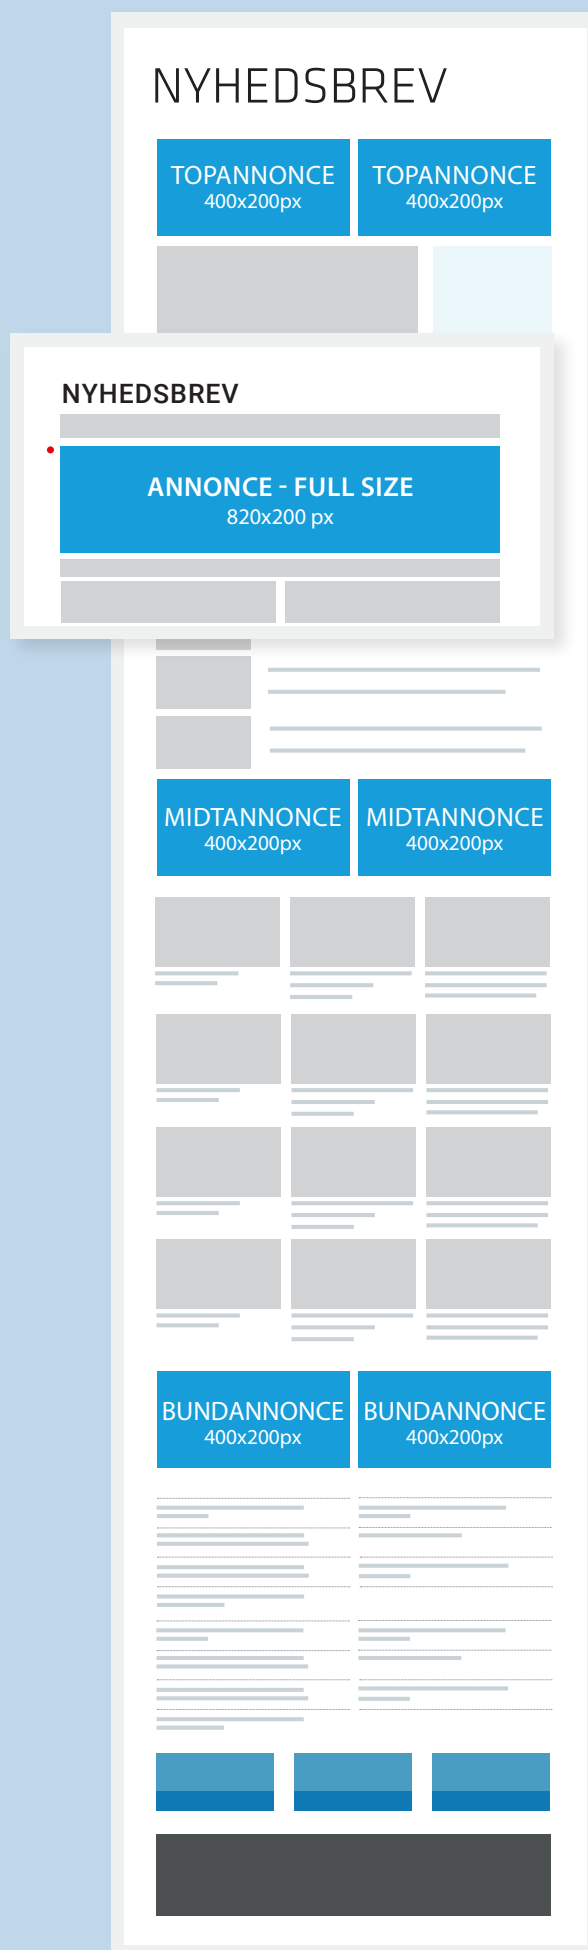 NYHEDSBREV
TOPANNONCE TOPANNONCE
400x200px 400x200px
NYHEDSBREV
ANNONCE - FULL SIZE
820x200 px
MIDTANNONCE MIDTANNONCE
400x200px 400x200px
BUNDANNONCE BUNDANNONCE
400x200px 400x200px